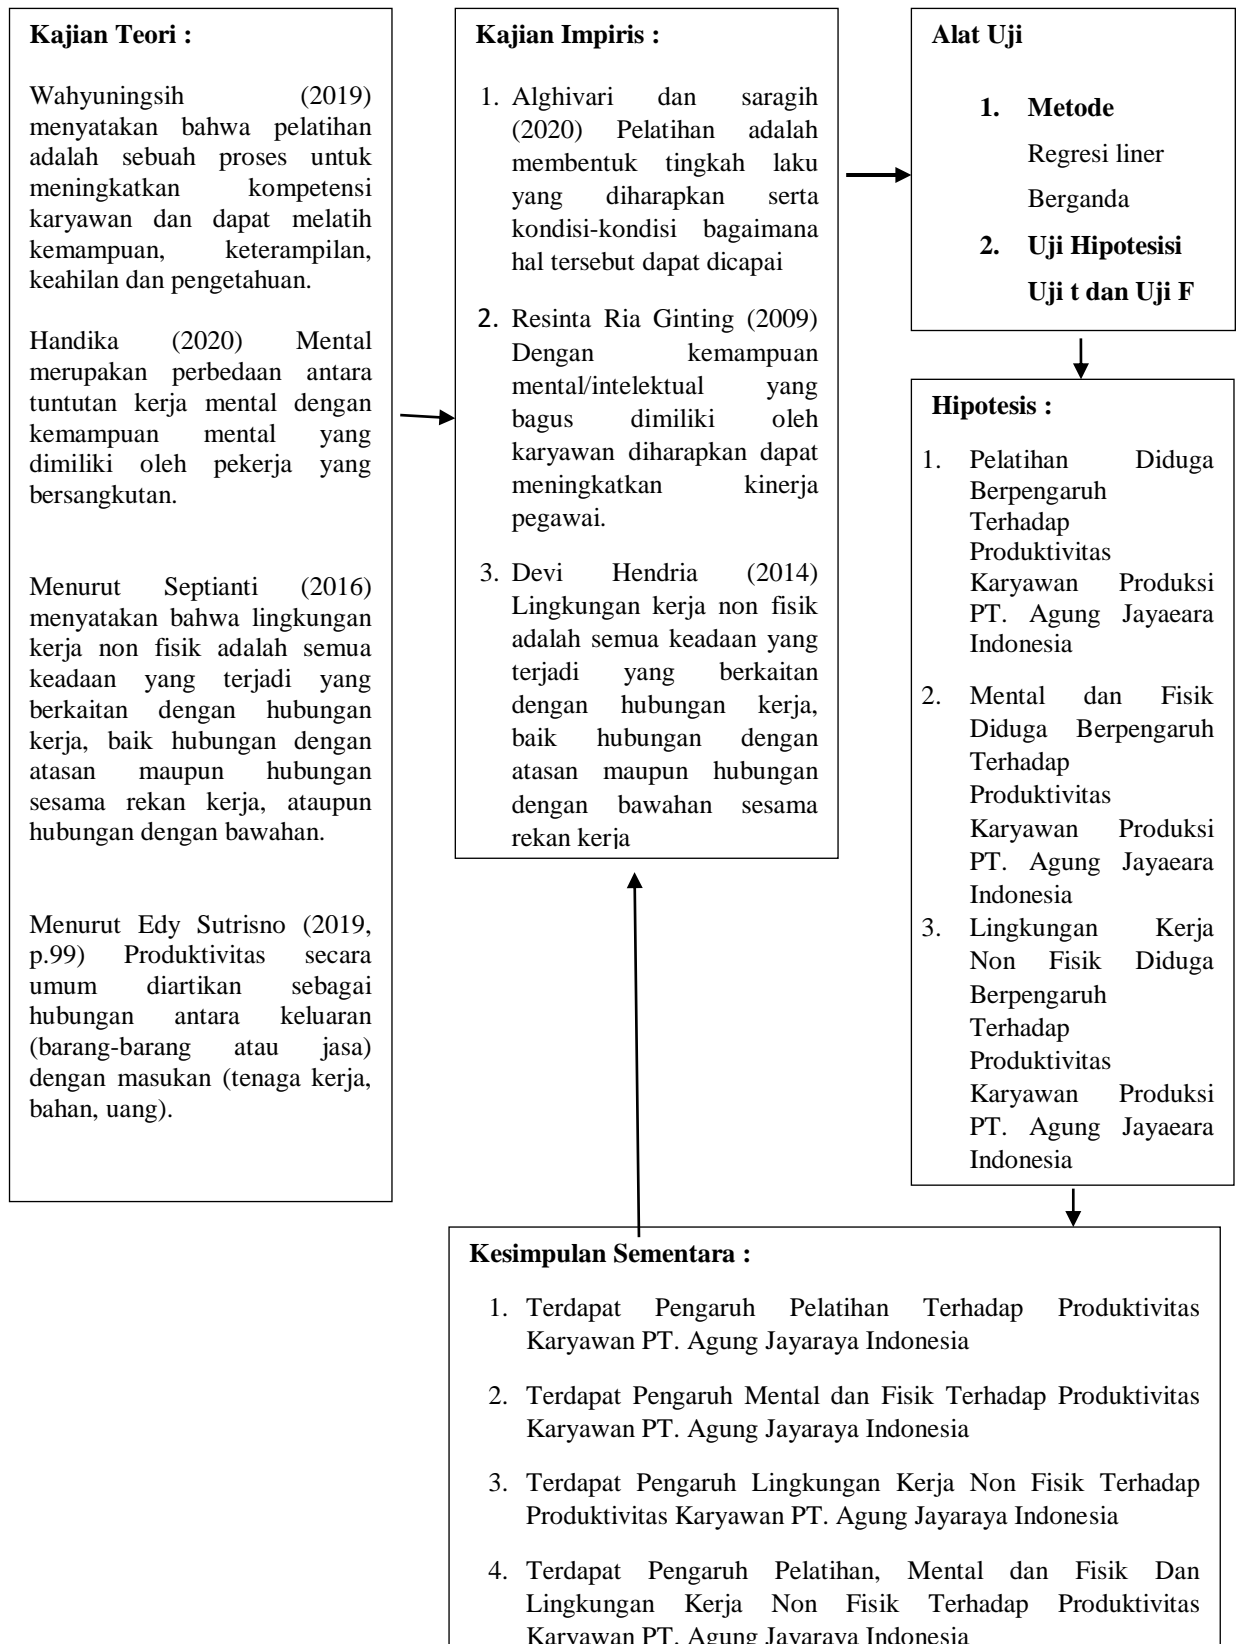 Kajian Teori :
Wahyuningsih (2019)
menyatakan bahwa pelatihan
adalah sebuah proses untuk
meningkatkan kompetensi
karyawan dan dapat melatih
kemampuan, keterampilan,
keahilan dan pengetahuan.
Handika (2020) Mental
merupakan perbedaan antara
tuntutan kerja mental dengan
kemampuan mental yang
dimiliki oleh pekerja yang
bersangkutan.
Menurut Septianti (2016)
menyatakan bahwa lingkungan
kerja non fisik adalah semua
keadaan yang terjadi yang
berkaitan dengan hubungan
kerja, baik hubungan dengan
atasan maupun hubungan
sesama rekan kerja, ataupun
hubungan dengan bawahan.
Menurut Edy Sutrisno (2019,
p.99) Produktivitas secara
umum diartikan sebagai
hubungan antara keluaran
(barang-barang atau jasa)
dengan masukan (tenaga kerja,
bahan, uang).
Kajian Impiris :
1. Alghivari dan saragih
(2020) Pelatihan adalah
membentuk tingkah laku
yang diharapkan serta
kondisi-kondisi bagaimana
hal tersebut dapat dicapai
2. Resinta Ria Ginting (2009)
Dengan kemampuan
mental/intelektual yang
bagus dimiliki oleh
karyawan diharapkan dapat
meningkatkan kinerja
pegawai.
3. Devi Hendria (2014)
Lingkungan kerja non fisik
adalah semua keadaan yang
terjadi yang berkaitan
dengan hubungan kerja,
baik hubungan dengan
atasan maupun hubungan
dengan bawahan sesama
rekan kerja
Alat Uji
1. Metode
Regresi liner
Berganda
2. Uji Hipotesisi
Uji t dan Uji F
Hipotesis :
1. Pelatihan Diduga
Berpengaruh
Terhadap
Produktivitas
Karyawan Produksi
PT. Agung Jayaeara
Indonesia
2. Mental dan Fisik
Diduga Berpengaruh
Terhadap
Produktivitas
Karyawan Produksi
PT. Agung Jayaeara
Indonesia
3. Lingkungan Kerja
Non Fisik Diduga
Berpengaruh
Terhadap
Produktivitas
Karyawan Produksi
PT. Agung Jayaeara
Indonesia
Kesimpulan Sementara :
1. Terdapat Pengaruh Pelatihan Terhadap Produktivitas
Karyawan PT. Agung Jayaraya Indonesia
2. Terdapat Pengaruh Mental dan Fisik Terhadap Produktivitas
Karyawan PT. Agung Jayaraya Indonesia
3. Terdapat Pengaruh Lingkungan Kerja Non Fisik Terhadap
Produktivitas Karyawan PT. Agung Jayaraya Indonesia
4. Terdapat Pengaruh Pelatihan, Mental dan Fisik Dan
Lingkungan Kerja Non Fisik Terhadap Produktivitas
Karyawan PT. Agung Jayaraya Indonesia